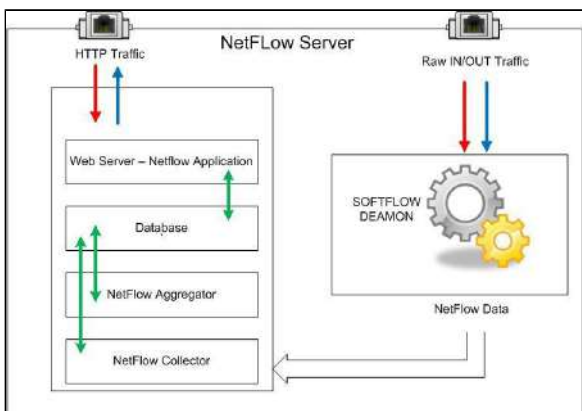 NetFLow Server
HTTP Traffic
Raw IN/OUT Traffic
Web Server – Netflow Application
Database
NetFlow Aggregator
NetFlow Collector
SOFTFLOW
DEAMON
NetFlow Data